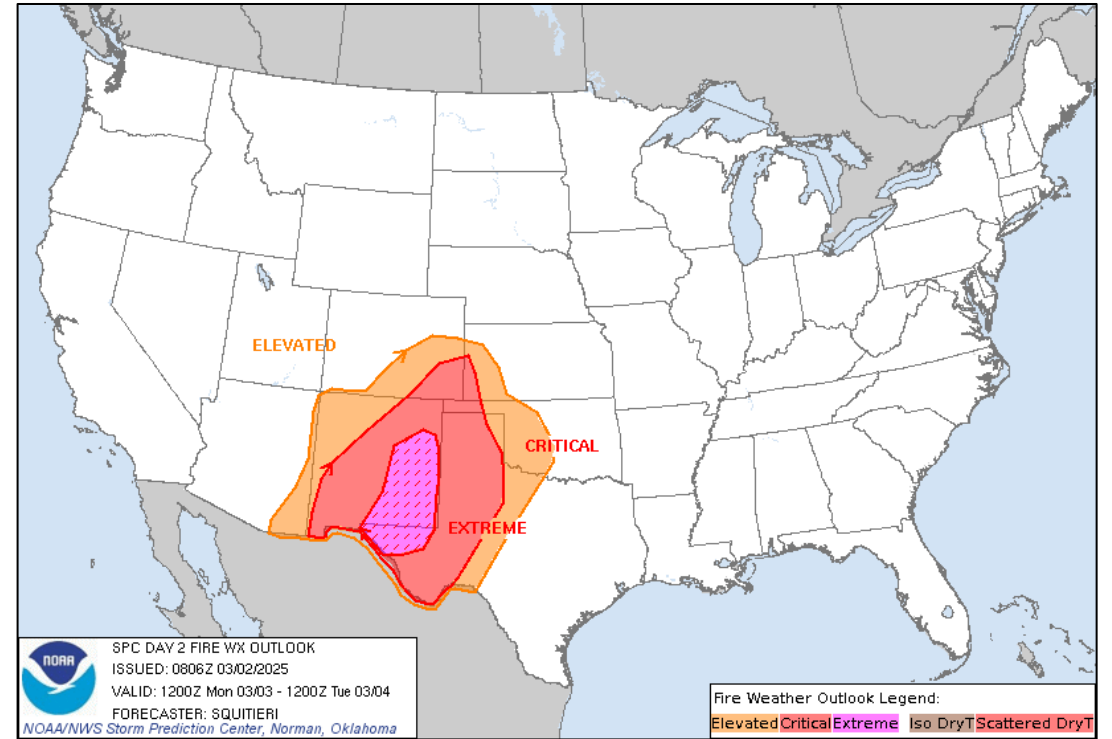 ELEVATED
CRITICAL
EXTREME
NOAA
SPC DAY 2 FIRE WX OUTLOOK
ISSUED: 0806Z 03/02/2025
VALID: 1200Z Mon 03/03 - 1200Z Tue 03/04
FORECASTER: SQUITIERI
NOAA/NWS Storm Prediction Center, Norman, Oklahoma
Fire Weather Outlook Legend:
Elevated Critical Extreme Iso DryT Scattered DryT